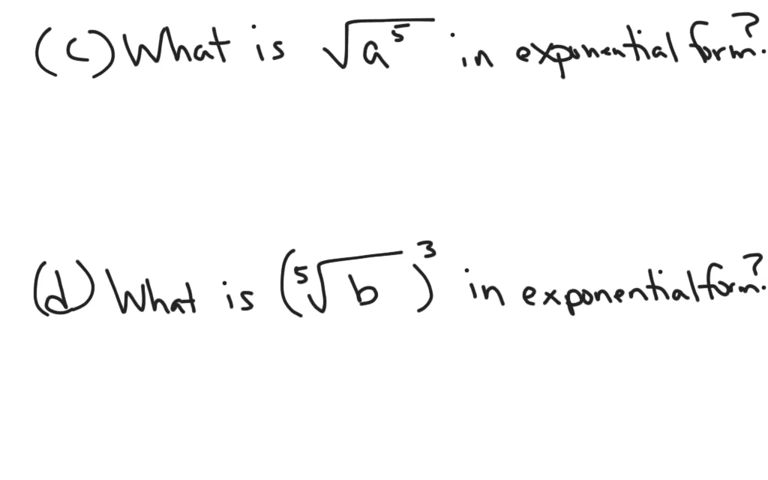 (c) What is √a⁵ in exponential form?
(d) What is (⁵√b)³ in exponential form?